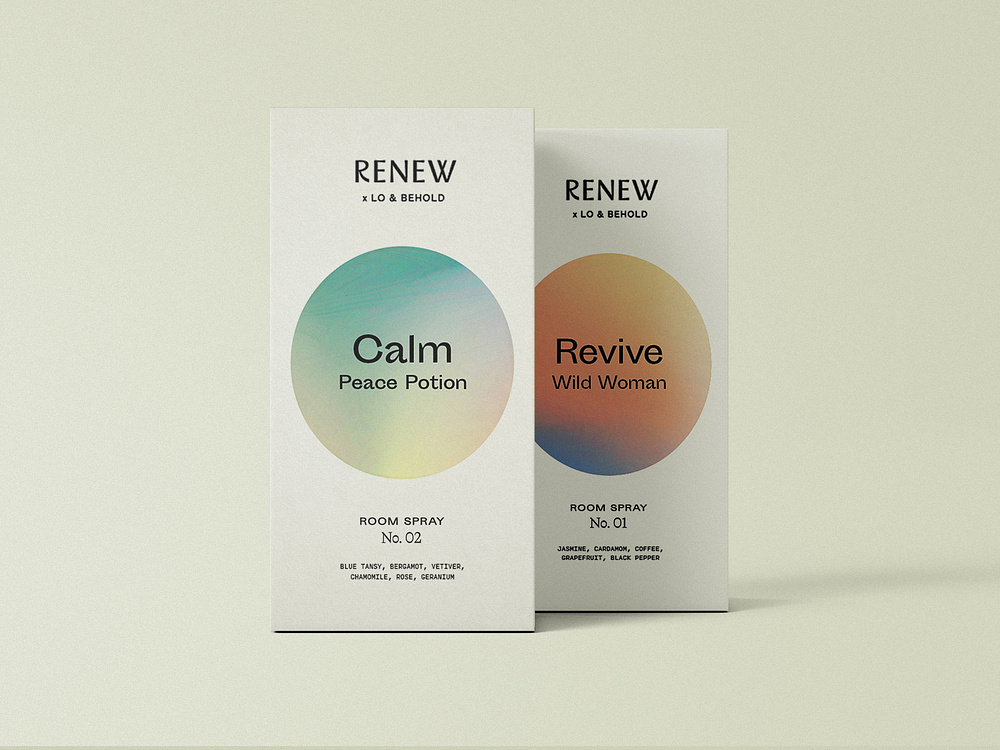 RENEW
x LO & BEHOLD
Calm
Peace Potion
ROOM SPRAY
No. 02
BLUE TANSY, BERGAMOT, VETIVER,
CHAMOMILE, ROSE, GERANIUM
RENEW
x LO & BEHOLD
Revive
Wild Woman
ROOM SPRAY
No. 01
JASMINE, CARDAMOM, COFFEE,
GRAPEFRUIT, BLACK PEPPER